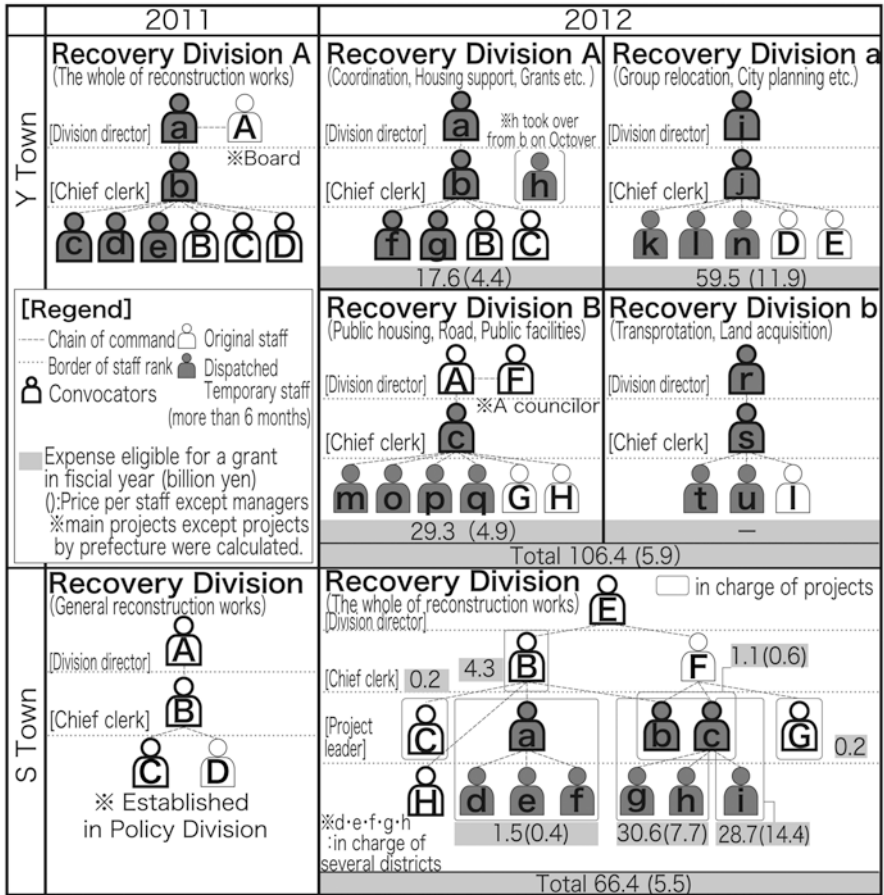 2011
2012
Y Town
Recovery Division A
(The whole of reconstruction works)
[Division director]
a
A
※Board
[Chief clerk]
b
c d e B C D
Recovery Division A
(Coordination, Housing support, Grants etc. )
[Division director]
a
※h took over
from b on Octover
[Chief clerk]
b
h
f g B C
17.6(4.4)
Recovery Division a
(Group relocation, City planning etc.)
[Division director]
i
[Chief clerk]
j
k l n D E
59.5 (11.9)
[Regend]
Chain of command
Original staff
Border of staff rank
Dispatched
Temporary staff
(more than 6 months)
Convocators
Expense eligible for a grant
in fiscal year (billion yen)
():Price per staff except managers
※main projects except projects
by prefecture were calculated.
Recovery Division B
(Public housing, Road, Public facilities)
[Division director]
A F
※A councilor
[Chief clerk]
c
m o p q G H
29.3 (4.9)
Recovery Division b
(Transprotation, Land acquisition)
[Division director]
r
[Chief clerk]
s
t u I
—
Total 106.4 (5.9)
S Town
Recovery Division
(General reconstruction works)
[Division director]
A
[Chief clerk]
B
C D
※ Established
in Policy Division
Recovery Division
(The whole of reconstruction works)
in charge of projects
[Division director]
E
[Chief clerk]
0.2
4.3
B
F
1.1(0.6)
[Project
leader]
C a b c G
0.2
H d e f g h i
※d・e・f・g・h
:in charge of
several districts
1.5(0.4)
30.6(7.7)
28.7(14.4)
Total 66.4 (5.5)